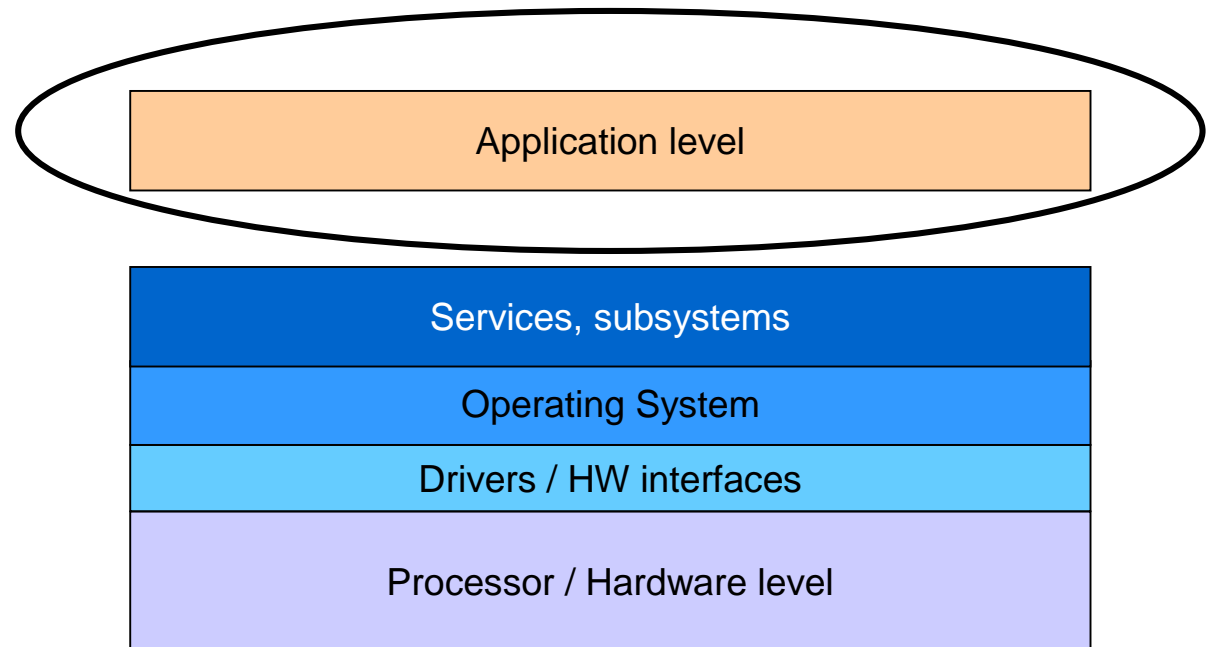 Application level
Services, subsystems
Operating System
Drivers / HW interfaces
Processor / Hardware level